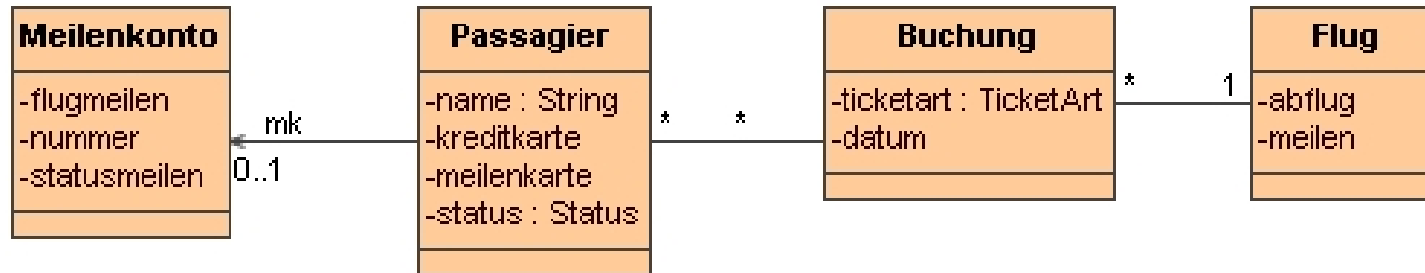 Meilenkonto
-flugmeilen
-nummer
-statusmeilen
mk
0..1
Passagier
-name : String
-kreditkarte
-meilenkarte
-status : Status
* *
Buchung
-ticketart : TicketArt
-datum
* 1
Flug
-abflug
-meilen